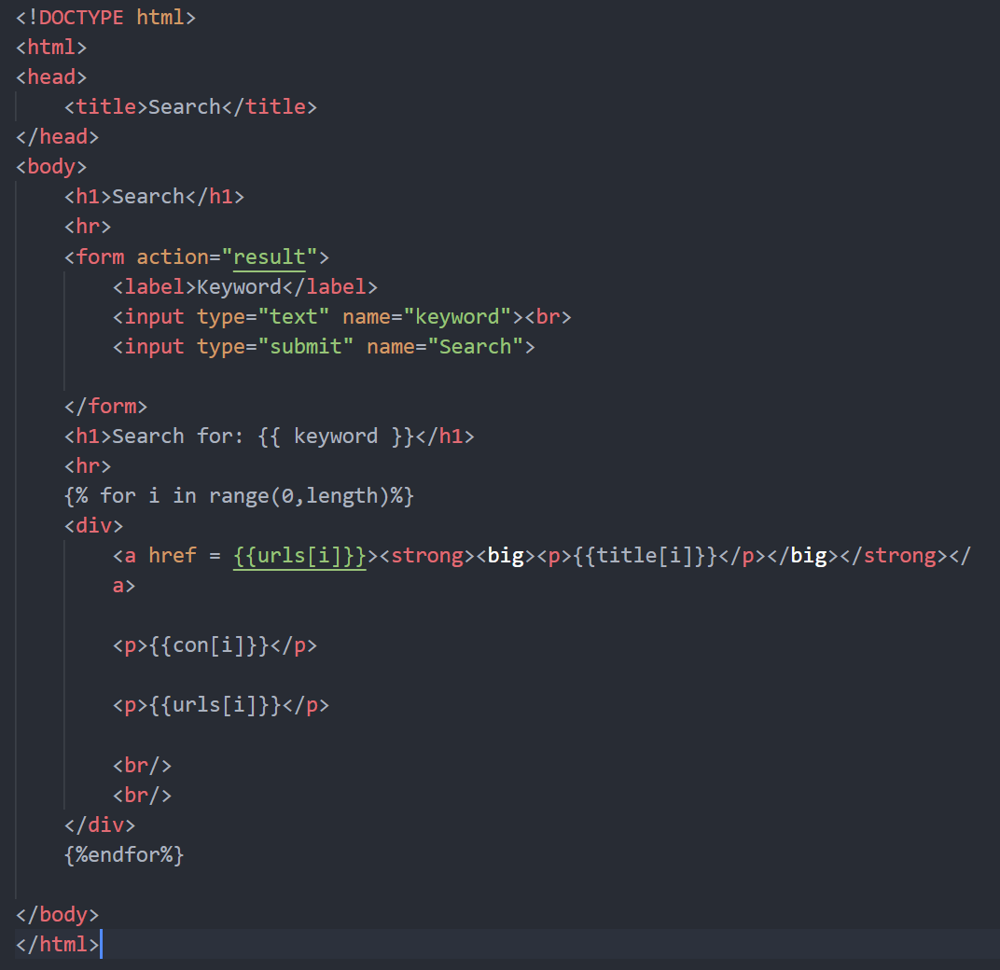 <!DOCTYPE html>
<html>
<head>
    <title>Search</title>
</head>
<body>
    <h1>Search</h1>
    <hr>
    <form action="result">
        <label>Keyword</label>
        <input type="text" name="keyword"><br>
        <input type="submit" name="Search">
    </form>
    <h1>Search for: {{ keyword }}</h1>
    <hr>
    {% for i in range(0,length)%}
    <div>
        <a href = {{urls[i]}}><strong><big><p>{{title[i]}}</p></big></strong></
        a>
        <p>{{con[i]}}</p>
        <p>{{urls[i]}}</p>
        <br/>
        <br/>
    </div>
    {%endfor%}
</body>
</html>